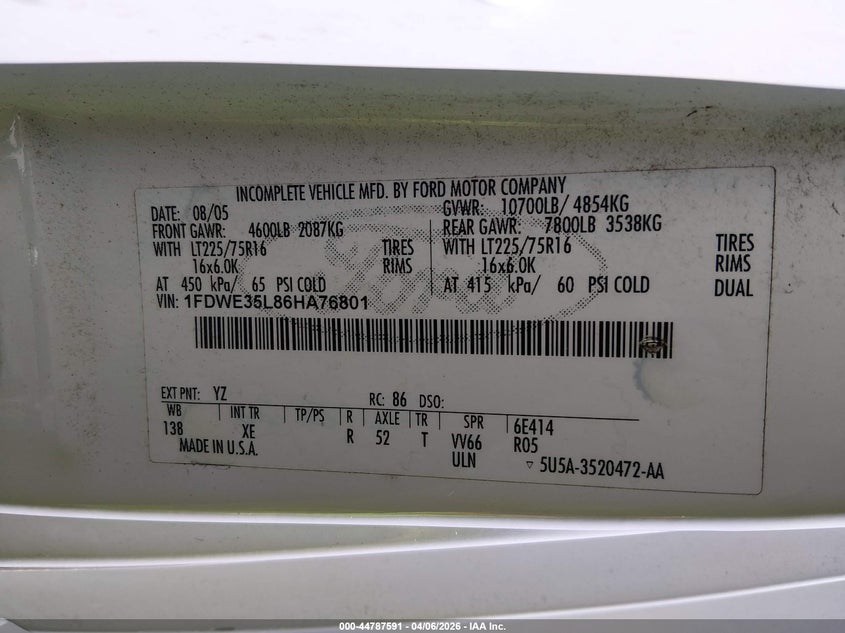 INCOMPLETE VEHICLE MFD. BY FORD MOTOR COMPANY
DATE: 08/05 GVWR: 10700LB/ 4854KG
FRONT GAWR: 4600LB 2087KG REAR GAWR: 7800LB 3538KG
WITH LT225/75R16 TIRES WITH LT225/75R16 TIRES
16x6.0K RIMS 16x6.0K RIMS
AT 450 kPa/ 65 PSI COLD AT 415 kPa/ 60 PSI COLD DUAL
VIN: 1FDWE35L86HA76801
Ford
EXT PNT: YZ RC: 86 DSO:
WB INT TR TP/PS R AXLE TR SPR 6E414
138 XE R 52 T VV66 R05
MADE IN U.S.A. ULN ▽ 5U5A-3520472-AA
000-44787591 - 04/06/2026 - IAA Inc.